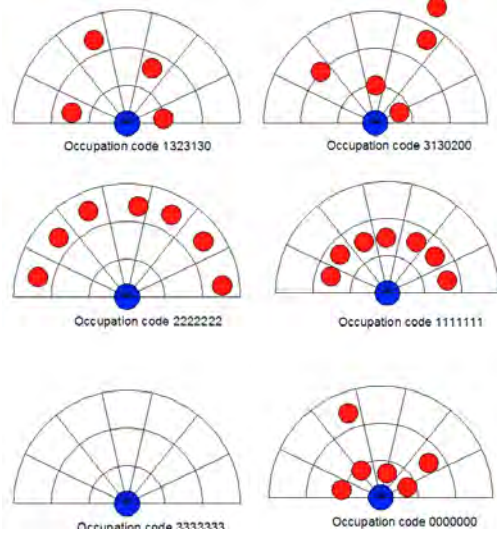 Occupation code 1323130
Occupation code 3130200
Occupation code 2222222
Occupation code 1111111
Occupation code 3333333
Occupation code 0000000